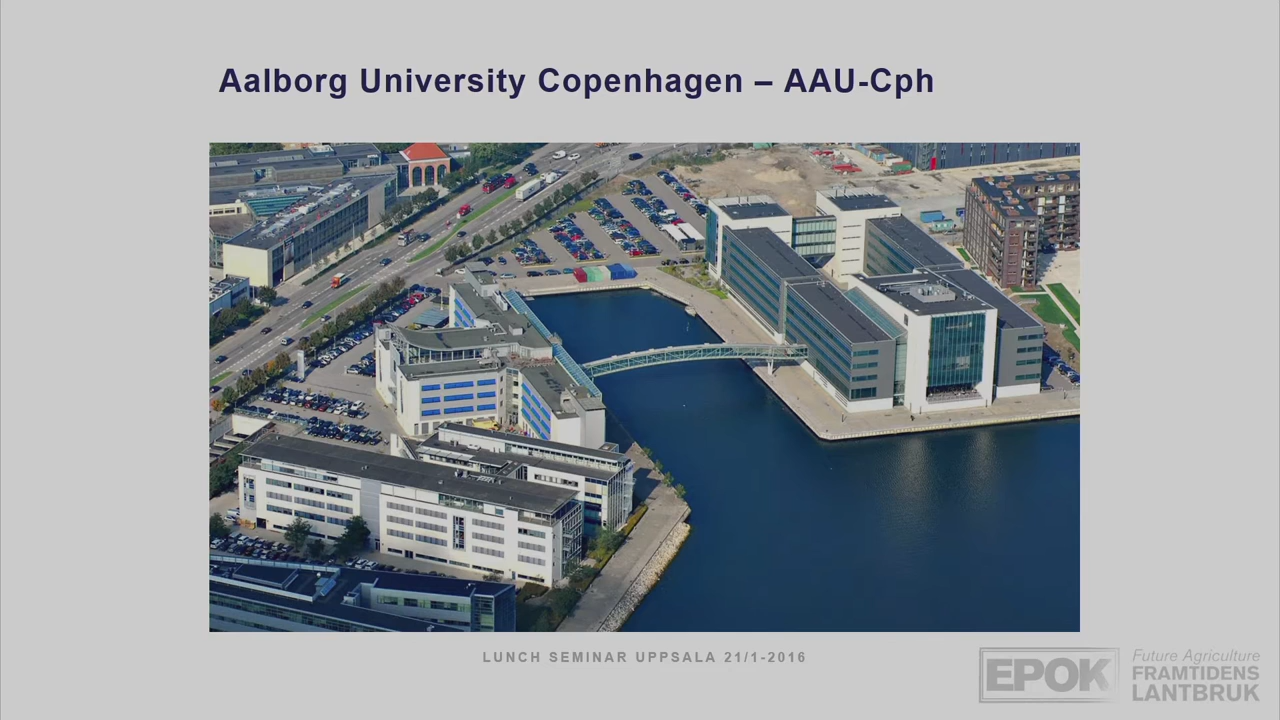 Aalborg University Copenhagen – AAU-Cph
LUNCH SEMINAR UPPSALA 21/1-2016
EPOK
Future Agriculture
FRAMTIDENS
LANTBRUK